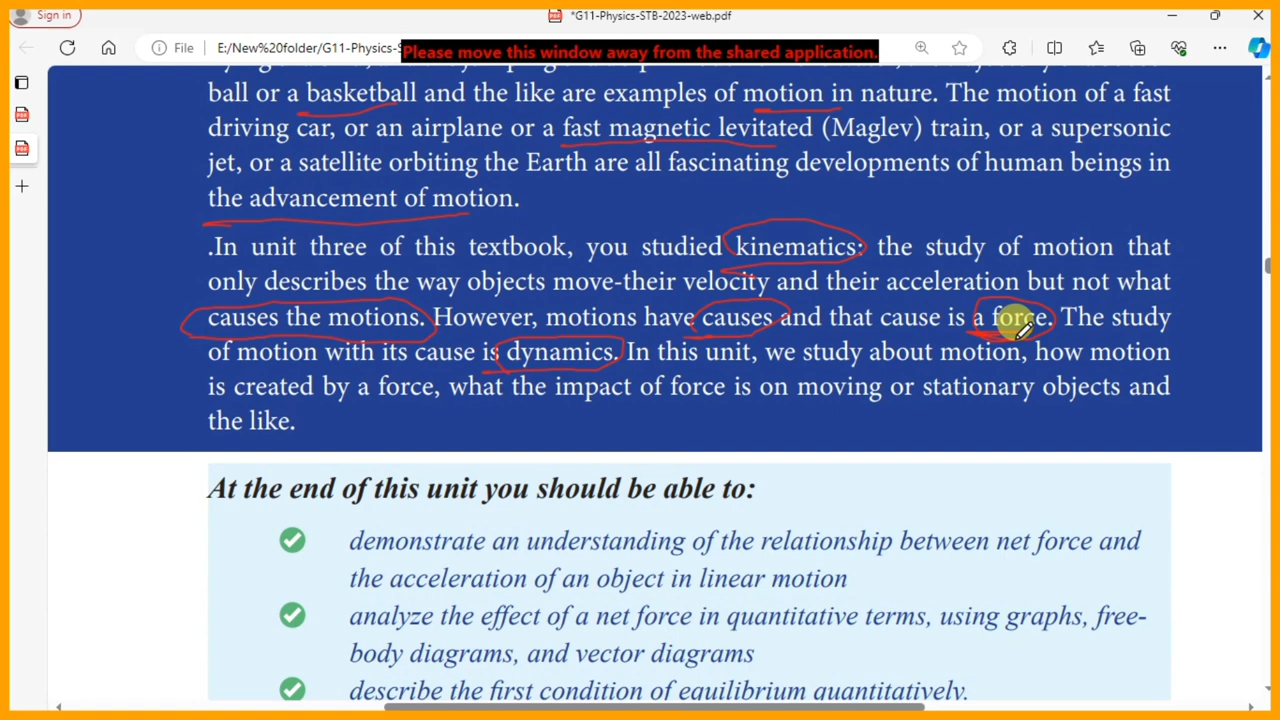 Sign in
*G11-Physics-STB-2023-web.pdf
File
E:/New%20folder/G11-Physics-S
Please move this window away from the shared application.
ball or a basketball and the like are examples of motion in nature. The motion of a fast
driving car, or an airplane or a fast magnetic levitated (Maglev) train, or a supersonic
jet, or a satellite orbiting the Earth are all fascinating developments of human beings in
the advancement of motion.
.In unit three of this textbook, you studied kinematics: the study of motion that
only describes the way objects move-their velocity and their acceleration but not what
causes the motions. However, motions have causes and that cause is a force. The study
of motion with its cause is dynamics. In this unit, we study about motion, how motion
is created by a force, what the impact of force is on moving or stationary objects and
the like.
At the end of this unit you should be able to:
demonstrate an understanding of the relationship between net force and
the acceleration of an object in linear motion
analyze the effect of a net force in quantitative terms, using graphs, free-
body diagrams, and vector diagrams
describe the first condition of equilibrium quantitatively.